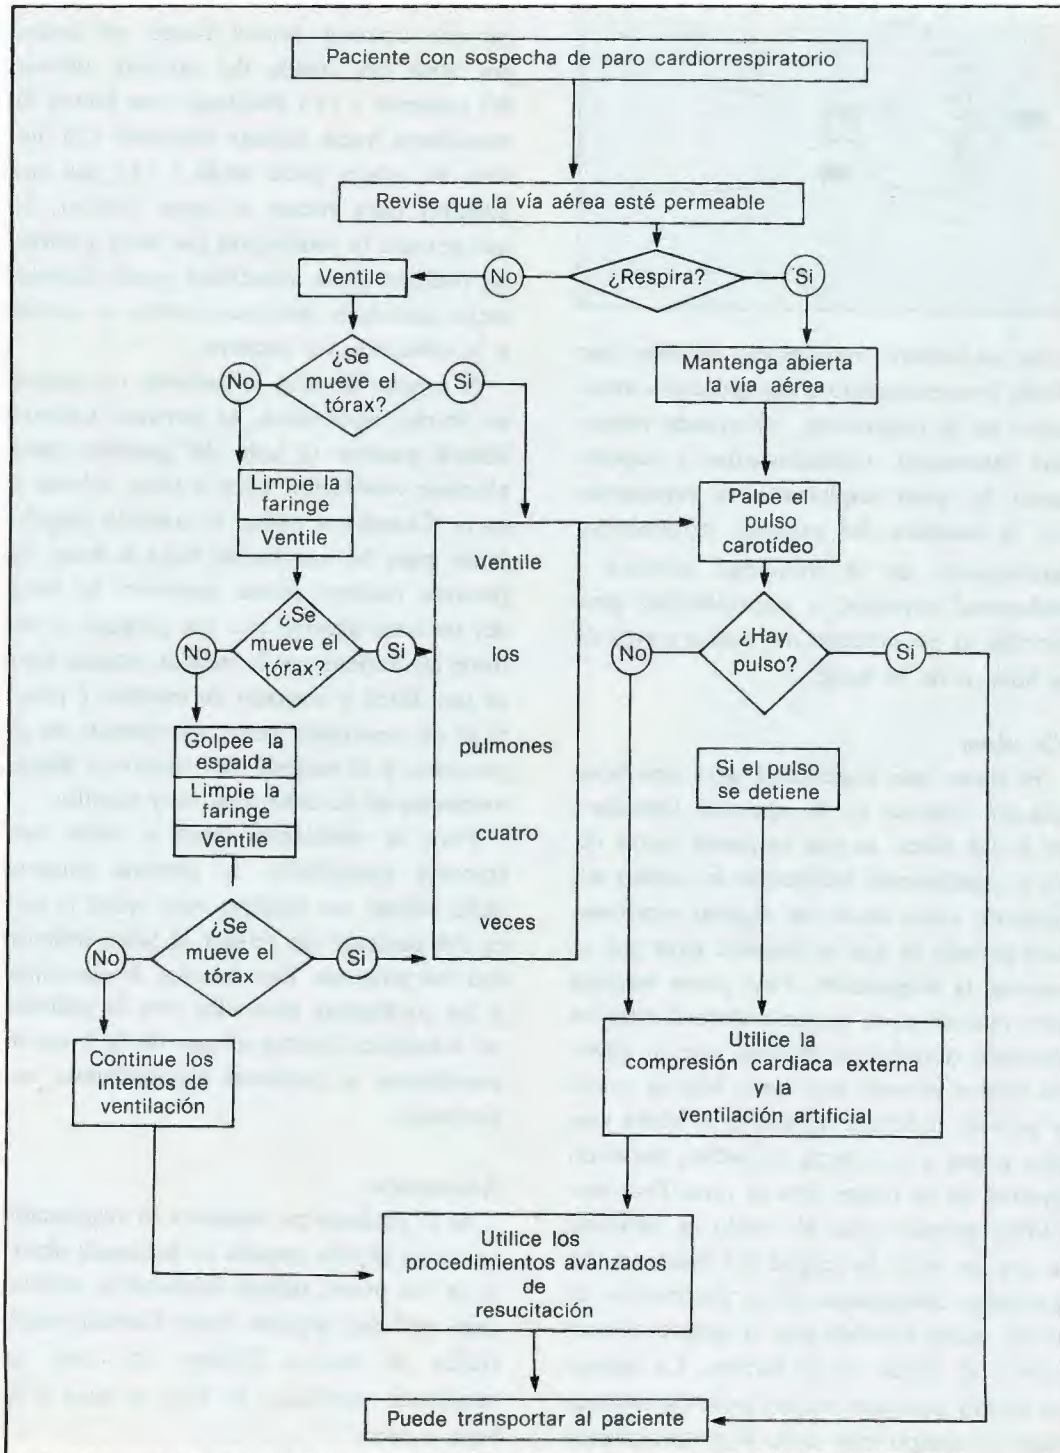 Paciente con sospecha de paro cardiorrespiratorio
Revise que la vía aérea esté permeable
¿Respira?
No
Si
Ventile
Mantenga abierta
la vía aérea
¿Se
mueve el
tórax?
No
Si
Limpie la
faringe
Ventile
Palpe el
pulso
carotídeo
Ventile
los
pulmones
cuatro
veces
¿Se
mueve el
tórax?
No
Si
¿Hay
pulso?
No
Si
Golpee la
espalda
Limpie la
faringe
Ventile
Si el pulso
se detiene
¿Se
mueve el
tórax
No
Si
Continue los
intentos de
ventilación
Utilice la
compresión cardiaca externa
y la
ventilación artificial
Utilice los
procedimientos avanzados
de
resucitación
Puede transportar al paciente